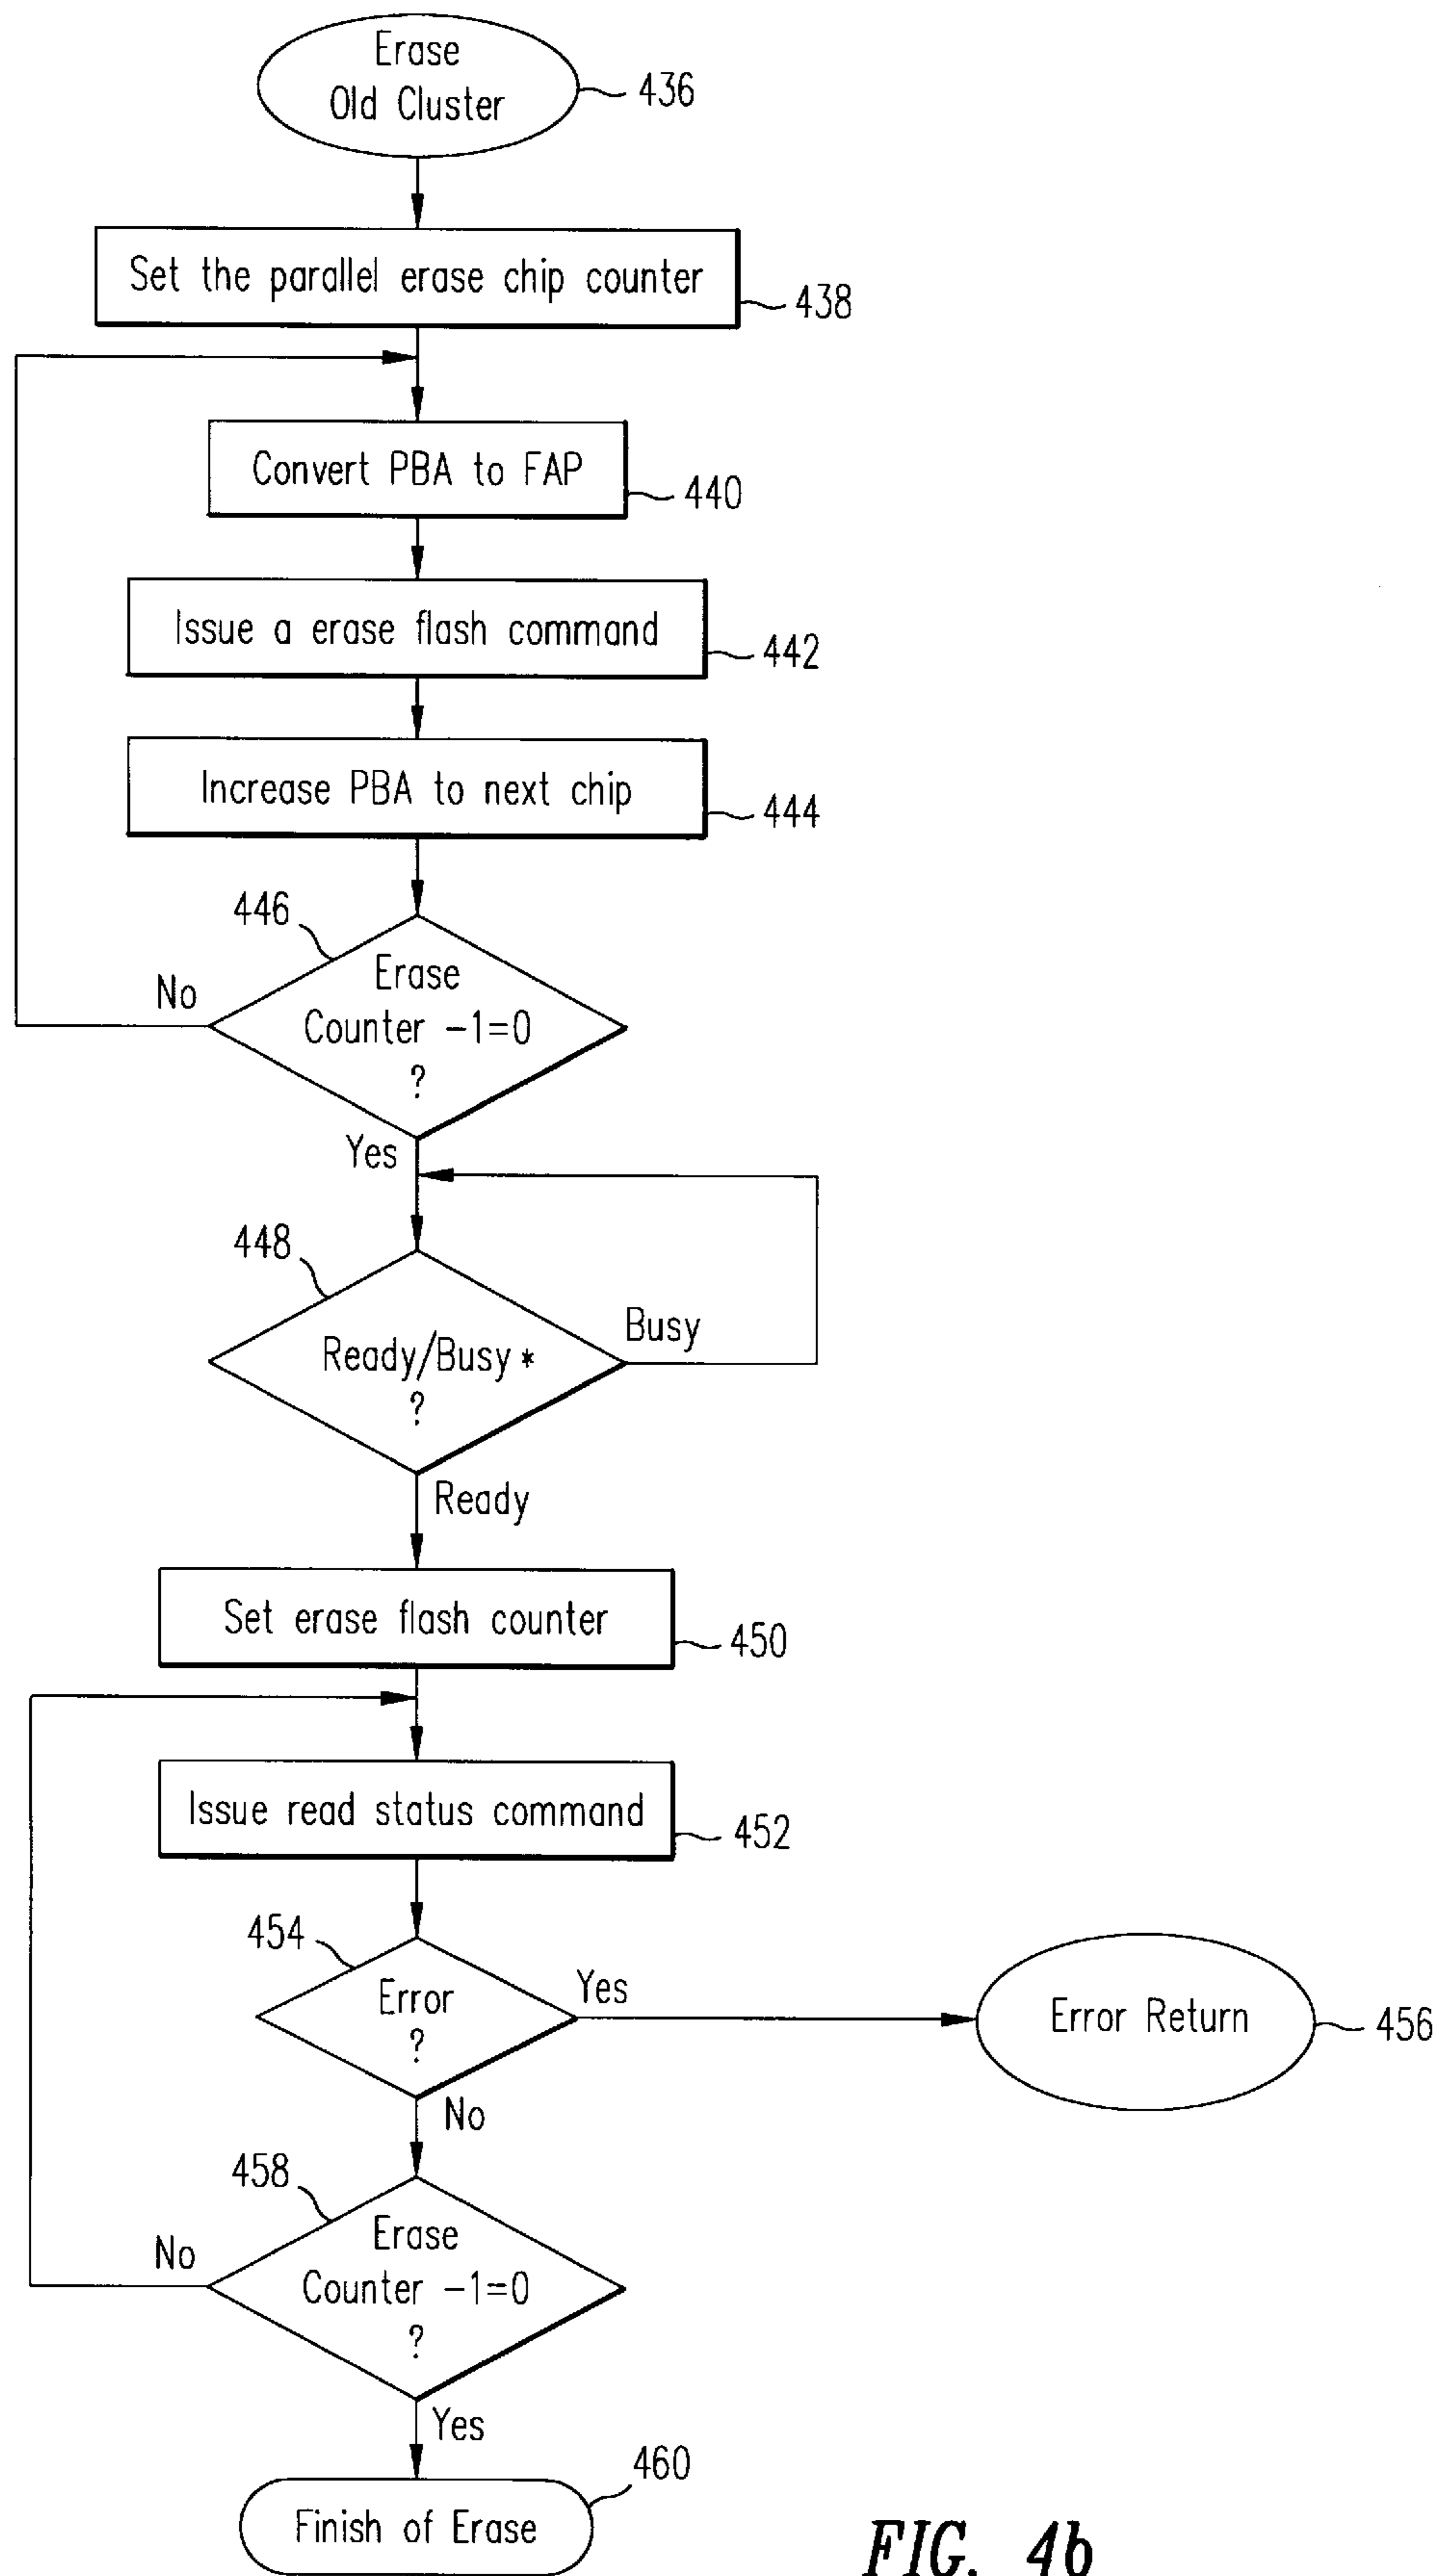 Erase
Old Cluster
436
Set the parallel erase chip counter
438
Convert PBA to FAP
440
Issue a erase flash command
442
Increase PBA to next chip
444
446
No
Erase
Counter -1=0
?
Yes
448
Ready/Busy*
?
Busy
Ready
Set erase flash counter
450
Issue read status command
452
454
Error
?
Yes
Error Return
456
No
458
No
Erase
Counter -1=0
?
Yes
460
Finish of Erase
FIG. 4b